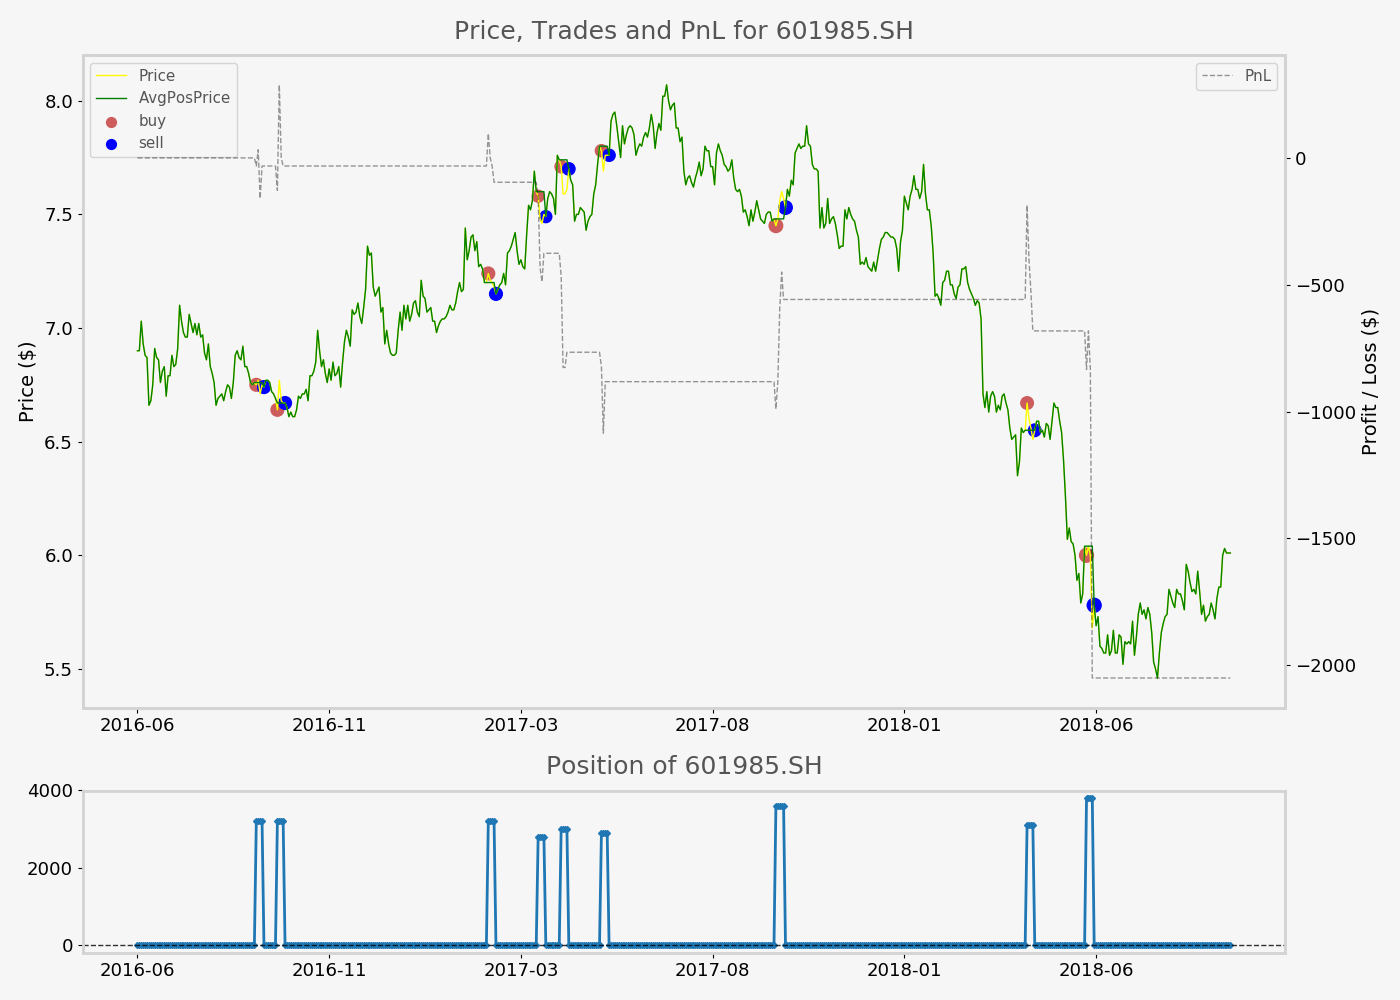 Price, Trades and PnL for 601985.SH
Price
AvgPosPrice
buy
sell
PnL
8.0
7.5
7.0
6.5
6.0
5.5
Price ($)
0
−500
−1000
−1500
−2000
Profit / Loss ($)
2016-06 2016-11 2017-03 2017-08 2018-01 2018-06
Position of 601985.SH
4000
2000
0
2016-06 2016-11 2017-03 2017-08 2018-01 2018-06